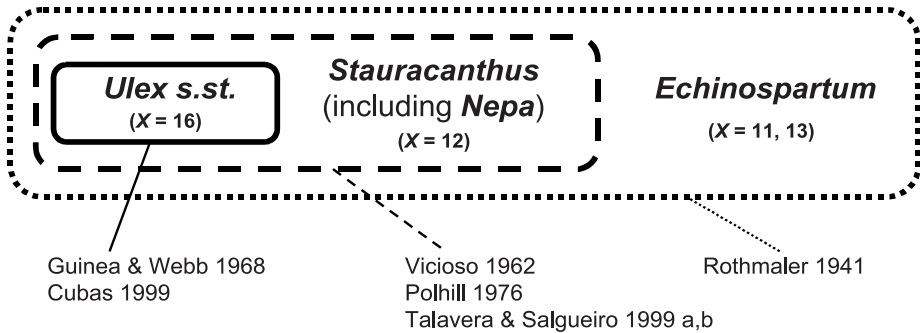 Ulex s.st.
(X = 16)
Stauracanthus
(including Nepa)
(X = 12)
Echinospartum
(X = 11, 13)
Guinea & Webb 1968
Cubas 1999
Vicioso 1962
Polhill 1976
Talavera & Salgueiro 1999 a,b
Rothmaler 1941